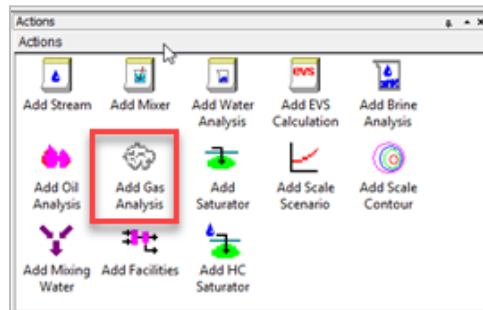 Actions
Actions
evs
Add Stream Add Mixer Add Water Add EVS Add Brine
Analysis Calculation Analysis
Add Oil Add Gas Add Add Scale Add Scale
Analysis Analysis Saturator Scenario Contour
Add Mixing Add Facilities Add HC
Water Saturator